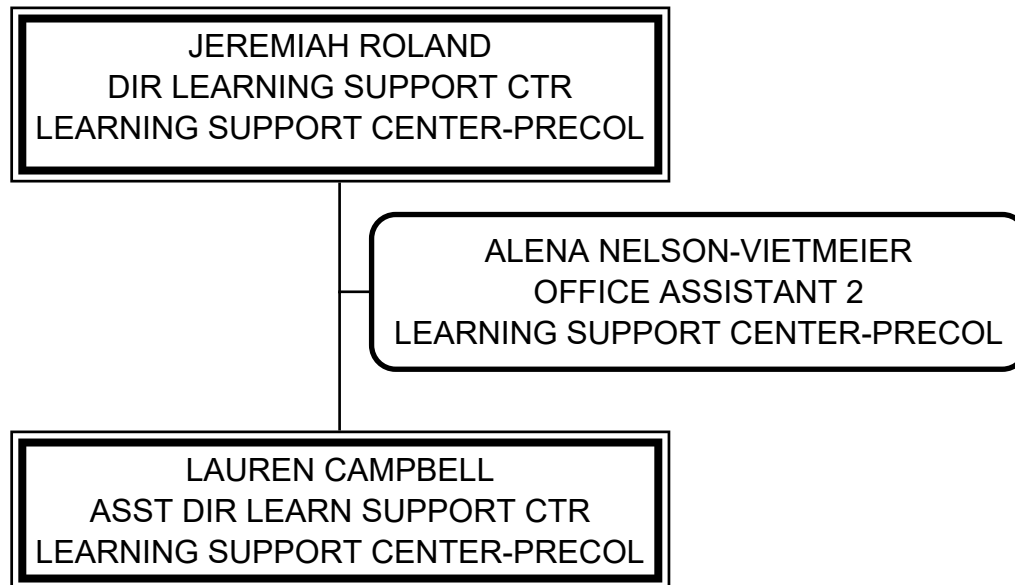 JEREMIAH ROLAND
DIR LEARNING SUPPORT CTR
LEARNING SUPPORT CENTER-PRECOL
ALENA NELSON-VIETMEIER
OFFICE ASSISTANT 2
LEARNING SUPPORT CENTER-PRECOL
LAUREN CAMPBELL
ASST DIR LEARN SUPPORT CTR
LEARNING SUPPORT CENTER-PRECOL